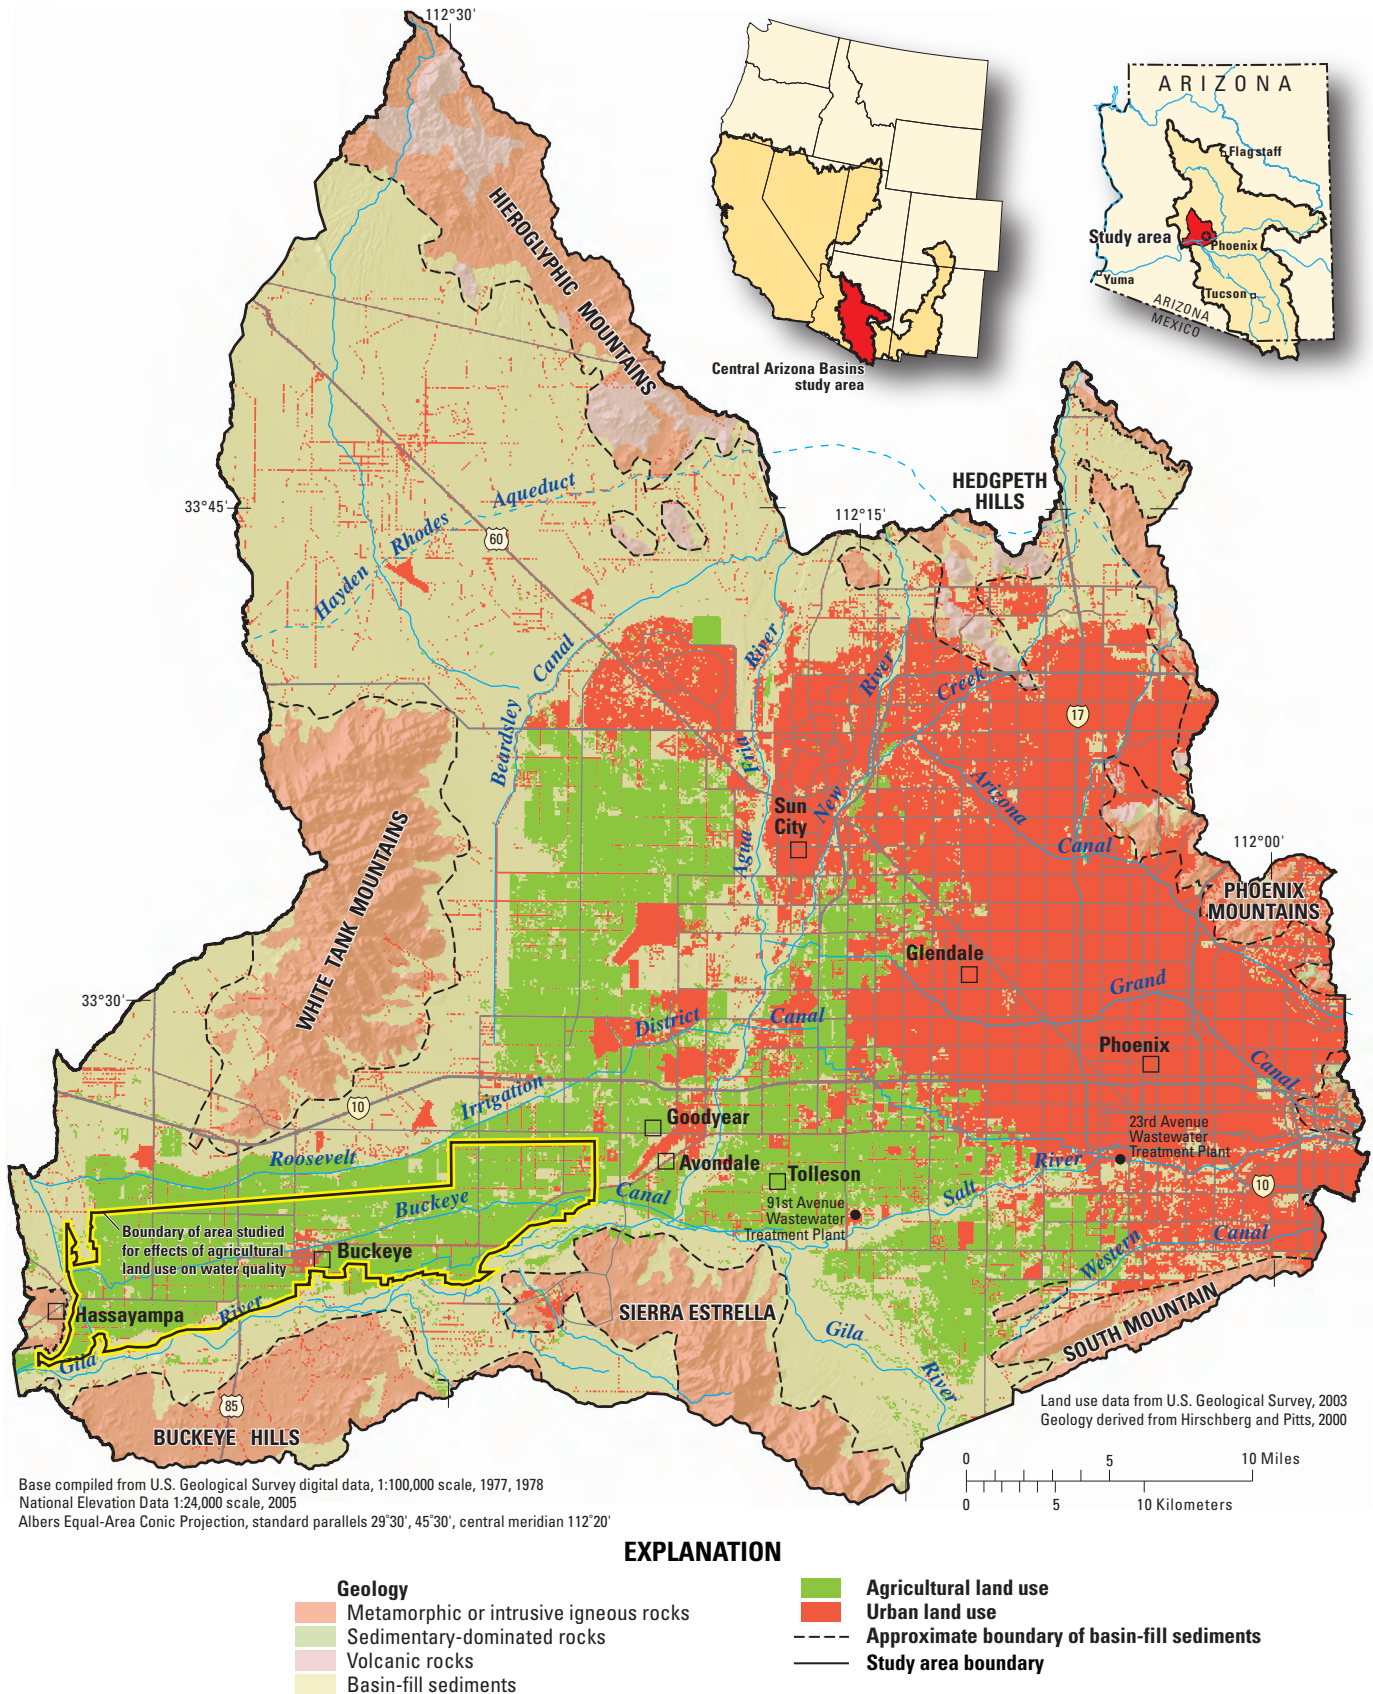 112°30'
ARIZONA
Flagstaff
Study area
Phoenix
Yuma
Tucson
ARIZONA
MEXICO
Central Arizona Basins
study area
HIEROGLYPHIC MOUNTAINS
HEDGPETH
HILLS
33°45'
112°15'
Hayden Rhodes Aqueduct
60
Beardsley Canal
Agua Fria River
New River
Creek
17
Arizona Canal
Sun
City
112°00'
PHOENIX
MOUNTAINS
WHITE TANK MOUNTAINS
Glendale
Grand Canal
33°30'
Phoenix
Roosevelt Irrigation District Canal
10
Goodyear
23rd Avenue
Wastewater
Treatment Plant
Avondale
Tolleson
Salt River
10
Buckeye Canal
91st Avenue
Wastewater
Treatment Plant
Boundary of area studied
for effects of agricultural
land use on water quality
Buckeye
Western Canal
Hassayampa
Gila River
SIERRA ESTRELLA
Gila River
SOUTH MOUNTAIN
85
BUCKEYE HILLS
Land use data from U.S. Geological Survey, 2003
Geology derived from Hirschberg and Pitts, 2000
0 5 10 Miles
0 5 10 Kilometers
Base compiled from U.S. Geological Survey digital data, 1:100,000 scale, 1977, 1978
National Elevation Data 1:24,000 scale, 2005
Albers Equal-Area Conic Projection, standard parallels 29°30', 45°30', central meridian 112°20'
EXPLANATION
Geology
Metamorphic or intrusive igneous rocks
Sedimentary-dominated rocks
Volcanic rocks
Basin-fill sediments
Agricultural land use
Urban land use
Approximate boundary of basin-fill sediments
Study area boundary